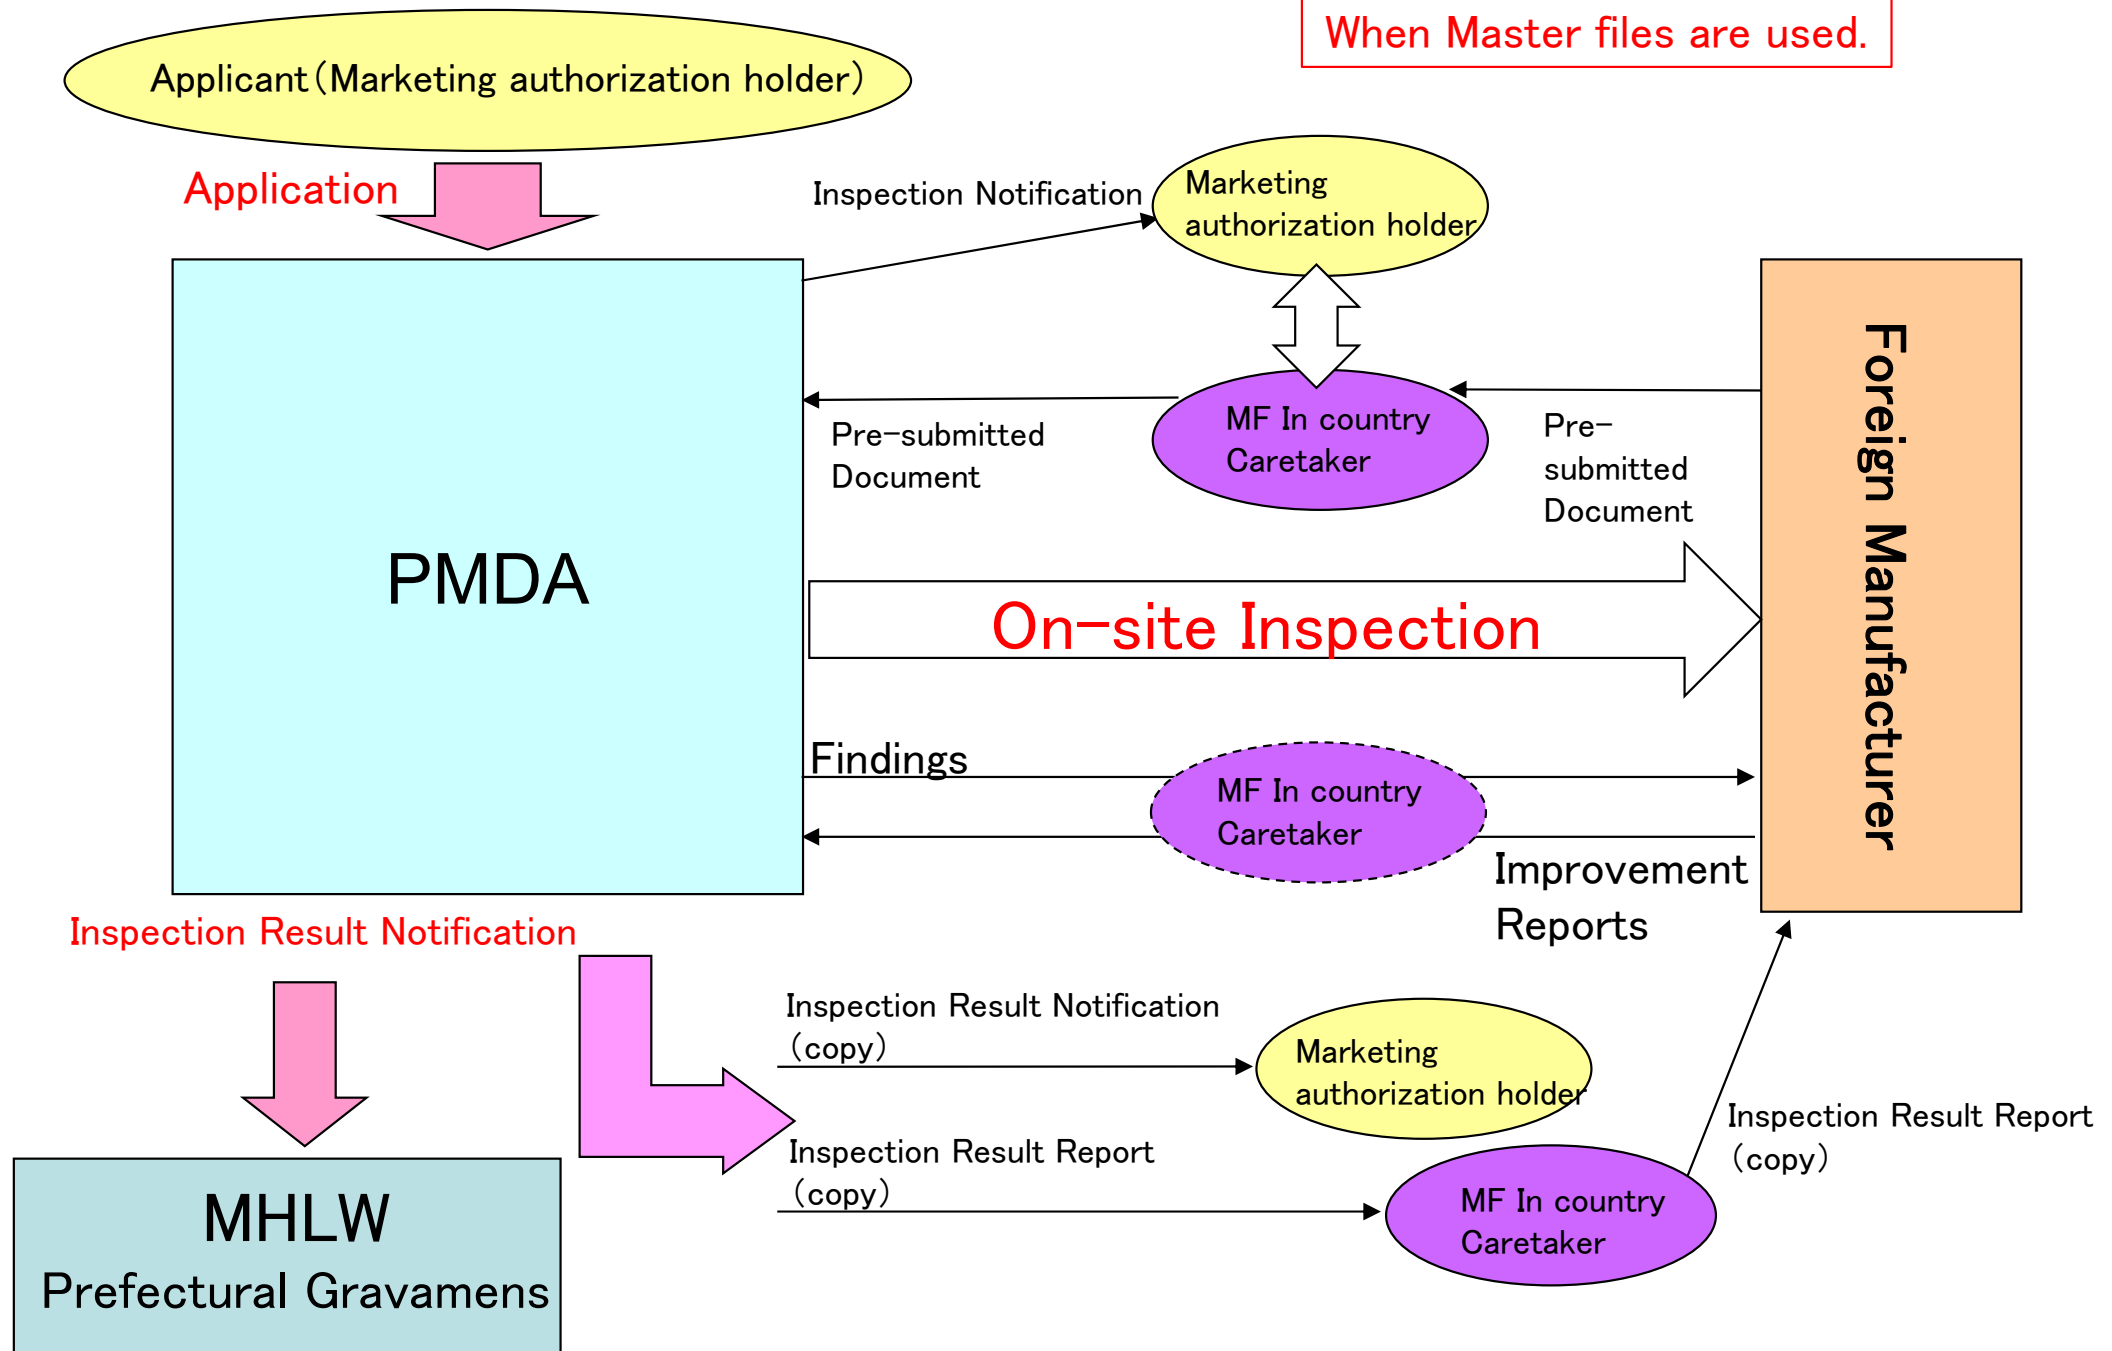 When Master files are used.
Applicant(Marketing authorization holder)
Application
Inspection Notification
Marketing
authorization holder
Pre-submitted
Document
MF In country
Caretaker
Pre-
submitted
Document
Foreign Manufacturer
PMDA
On-site Inspection
Findings
MF In country
Caretaker
Improvement
Reports
Inspection Result Notification
Inspection Result Notification
(copy)
Marketing
authorization holder
Inspection Result Report
(copy)
MF In country
Caretaker
Inspection Result Report
(copy)
MHLW
Prefectural Gravamens